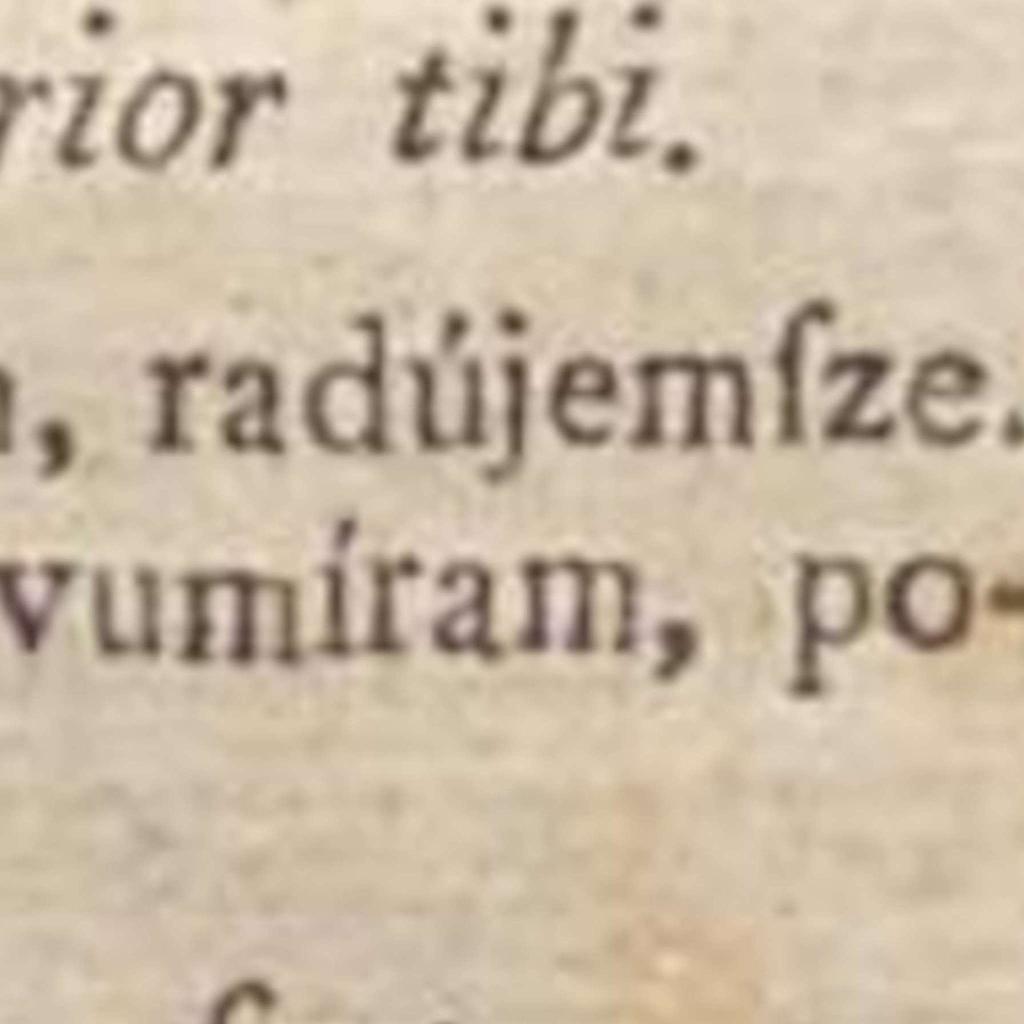 rior tibi.
, radújemſze.
vumíram, po-